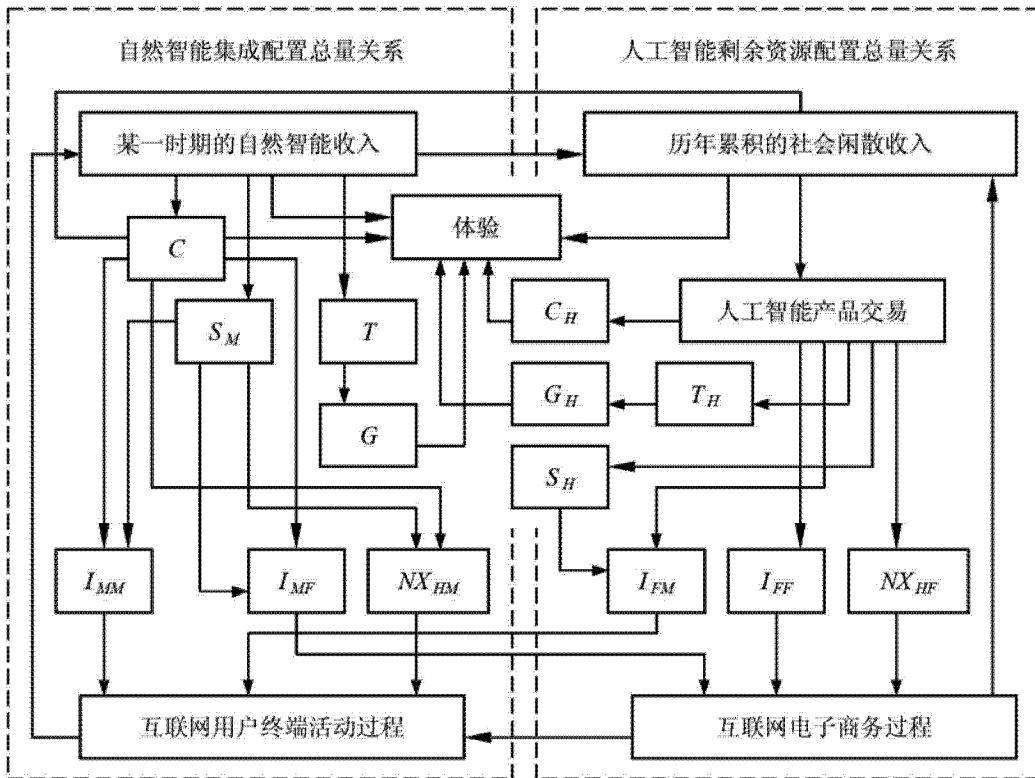 自然智能集成配置总量关系
人工智能剩余资源配置总量关系
某一时期的自然智能收入
历年累积的社会闲散收入
体验
C
S_M
T
C_H
人工智能产品交易
G
G_H
T_H
S_H
I_MM
I_MF
NX_HM
I_FM
I_FF
NX_HF
互联网用户终端活动过程
互联网电子商务过程